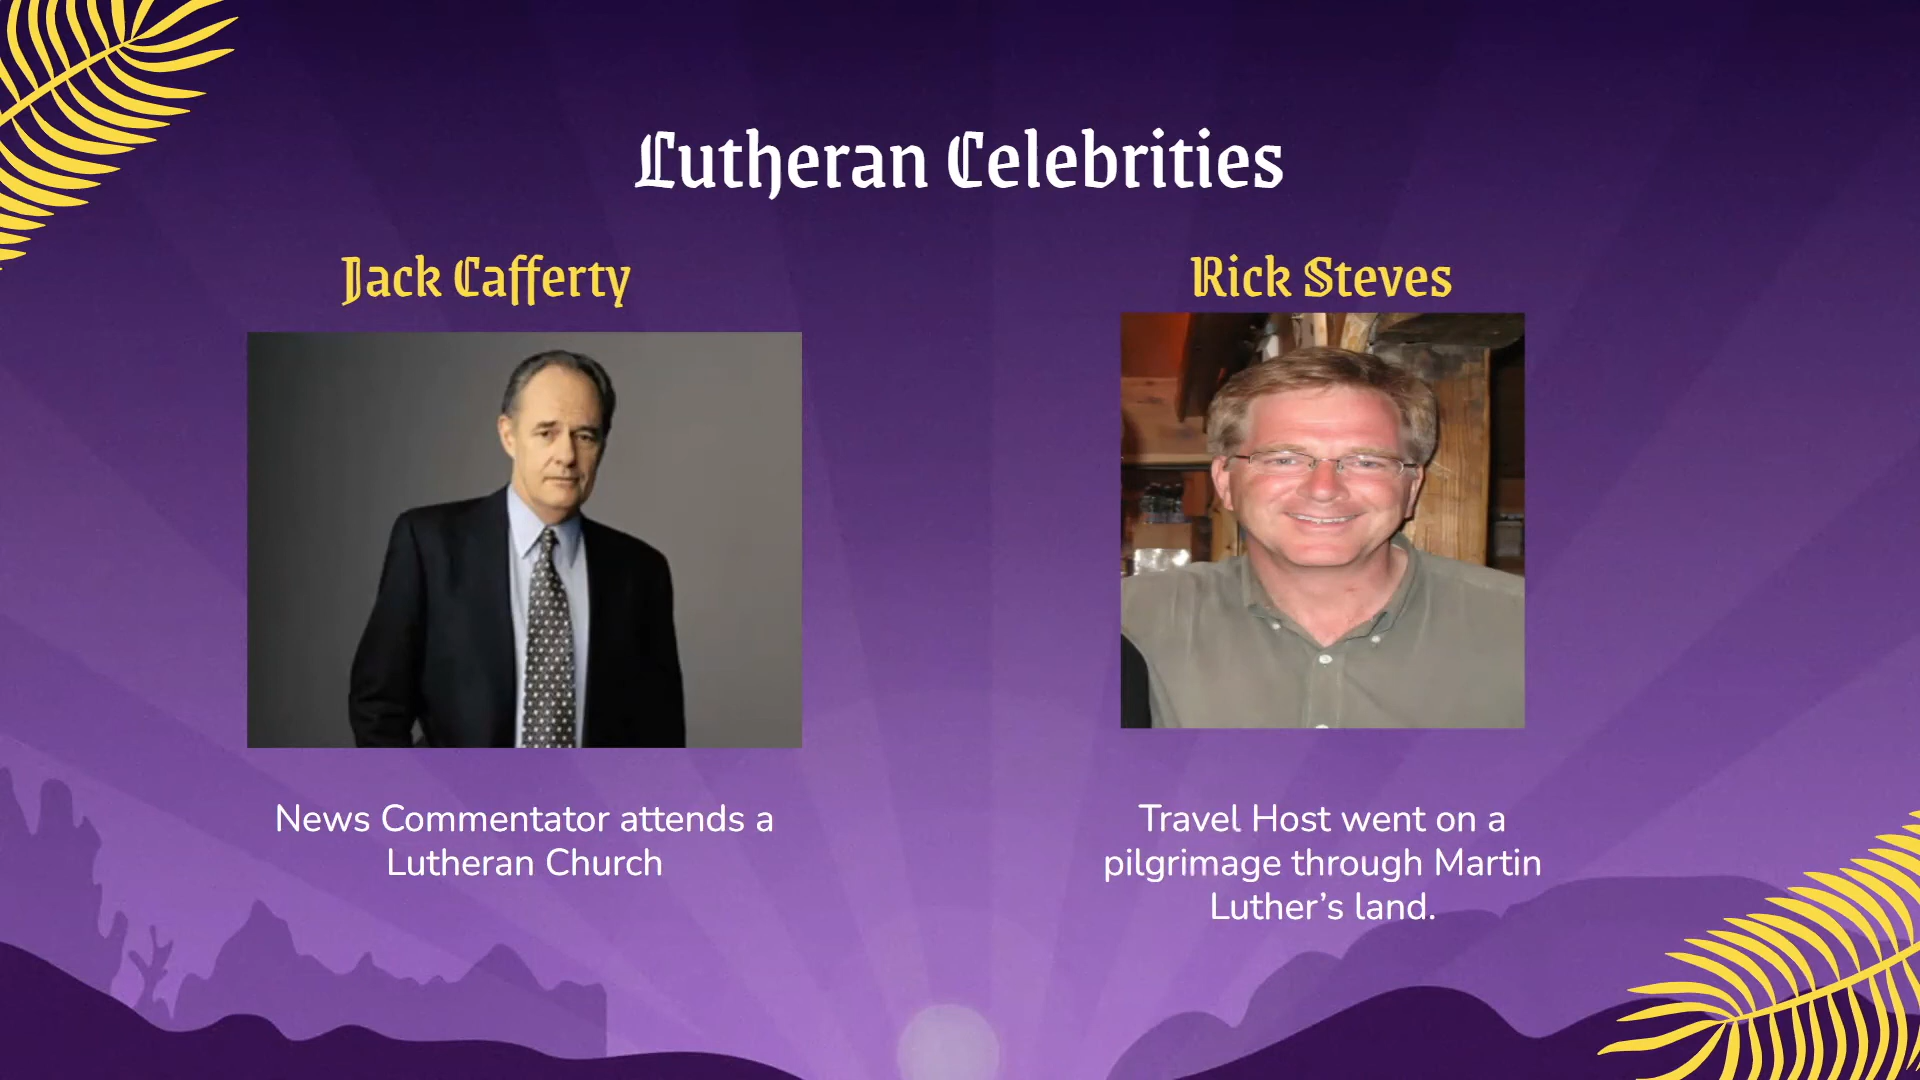 Lutheran Celebrities
Jack Cafferty
Rick Steves
News Commentator attends a
Lutheran Church
Travel Host went on a
pilgrimage through Martin
Luther’s land.